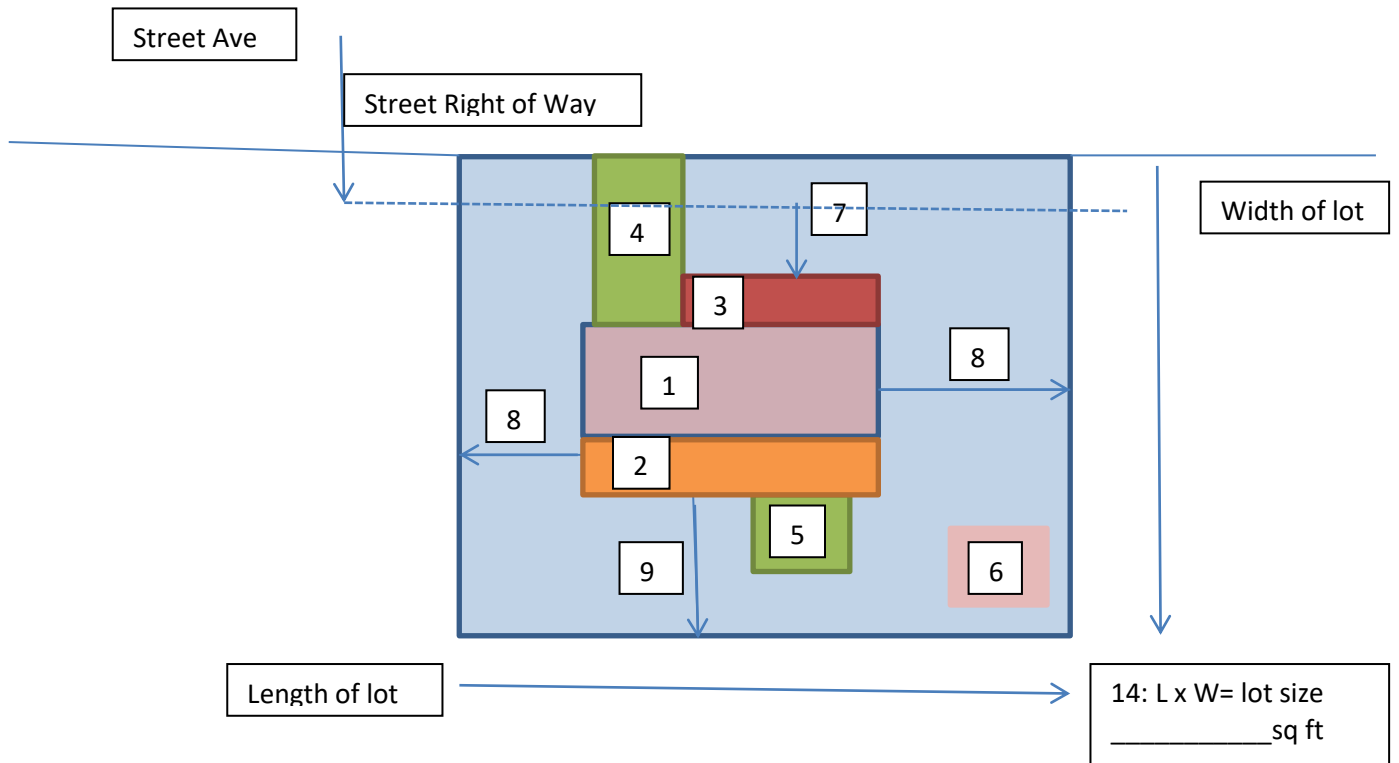 Street Ave
Street Right of Way
Width of lot
7
4
3
8
1
8
2
5
9
6
Length of lot
14: L x W= lot size
___________sq ft